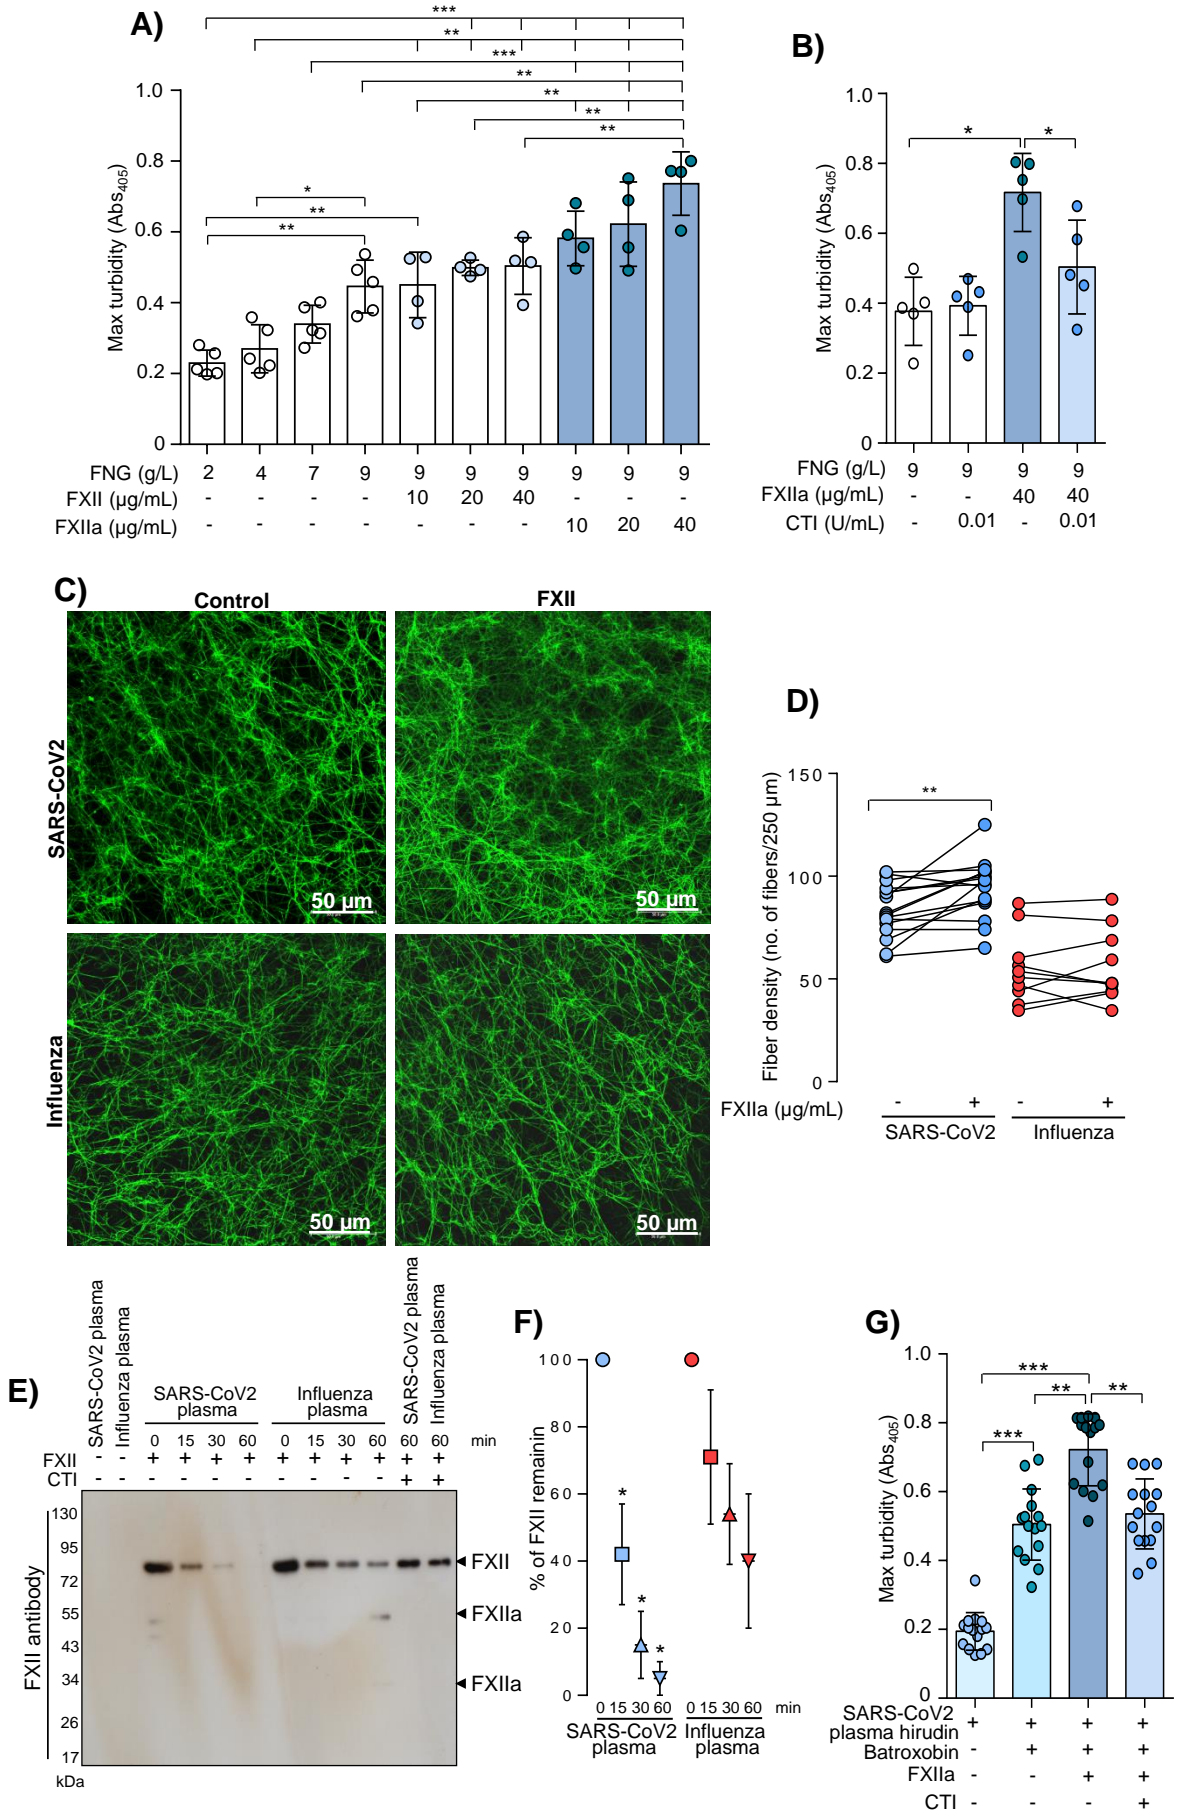 A)
***
**
***
**
**
**
**
*
**
**
Max turbidity (Abs405)
1.0
0.8
0.6
0.4
0.2
0
FNG (g/L) 2 4 7 9 9 9 9 9 9 9
FXII (µg/mL) - - - - 10 20 40 - - -
FXIIa (µg/mL) - - - - - - - 10 20 40
B)
* *
Max turbidity (Abs405)
1.0
0.8
0.6
0.4
0.2
0
FNG (g/L) 9 9 9 9
FXIIa (µg/mL) - - 40 40
CTI (U/mL) - 0.01 - 0.01
C)
Control FXII
SARS-CoV2
50 µm 50 µm
Influenza
50 µm 50 µm
D)
**
Fiber density (no. of fibers/250 µm)
150
100
50
0
FXIIa (µg/mL) - + - +
SARS-CoV2 Influenza
E)
SARS-CoV2 plasma
Influenza plasma
SARS-CoV2
plasma
Influenza
plasma
SARS-CoV2 plasma
Influenza plasma
0 15 30 60 0 15 30 60 60 60 min
FXII - - + + + + + + + + + +
CTI - - - - - - - - - - + +
FXII antibody
130
95
72
55
43
34
26
17
kDa
FXII
FXIIa
FXIIa
F)
% of FXII remainin
100
80
60
40
20
0
* * *
0 15 30 60 0 15 30 60 min
SARS-CoV2
plasma
Influenza
plasma
G)
***
** **
***
Max turbidity (Abs405)
1.0
0.8
0.6
0.4
0.2
0
SARS-CoV2
plasma hirudin + + + +
Batroxobin - + + +
FXIIa - - + +
CTI - - - +